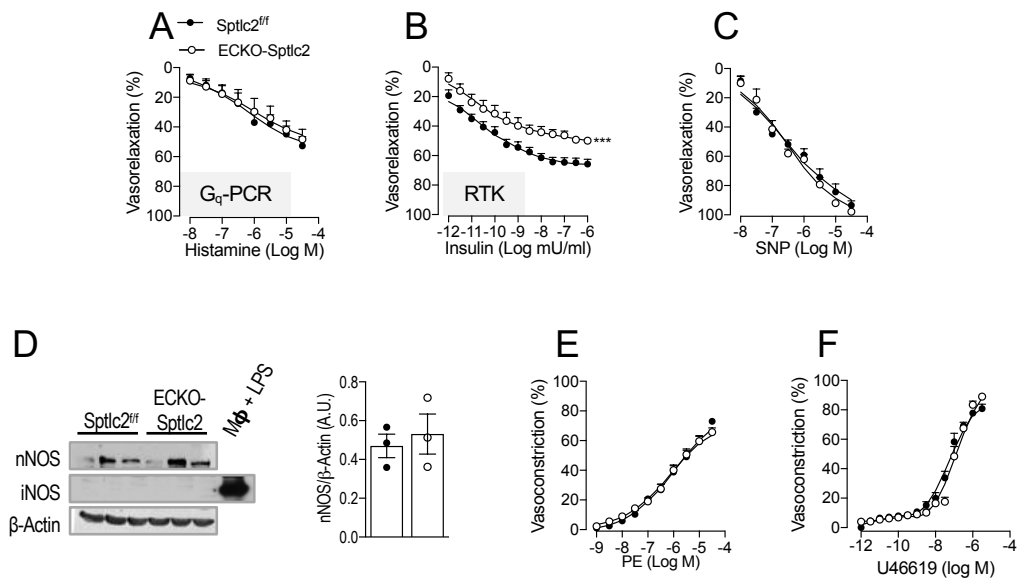 A
Sptlc2f/f
ECKO-Sptlc2
Vasorelaxation (%)
0
20
40
60
80
100
Gq-PCR
-8 -7 -6 -5 -4
Histamine (Log M)
B
Vasorelaxation (%)
0
20
40
60
80
100
***
RTK
-12 -11 -10 -9 -8 -7 -6
Insulin (Log mU/ml)
C
Vasorelaxation (%)
0
20
40
60
80
100
-8 -7 -6 -5 -4
SNP (Log M)
D
Sptlc2f/f
ECKO-
Sptlc2
MΦ + LPS
nNOS
iNOS
β-Actin
nNOS/β-Actin (A.U.)
0.8
0.6
0.4
0.2
0.0
E
Vasoconstriction (%)
100
80
60
40
20
0
-9 -8 -7 -6 -5 -4
PE (Log M)
F
Vasoconstriction (%)
100
80
60
40
20
0
-12 -10 -8 -6 -4
U46619 (log M)